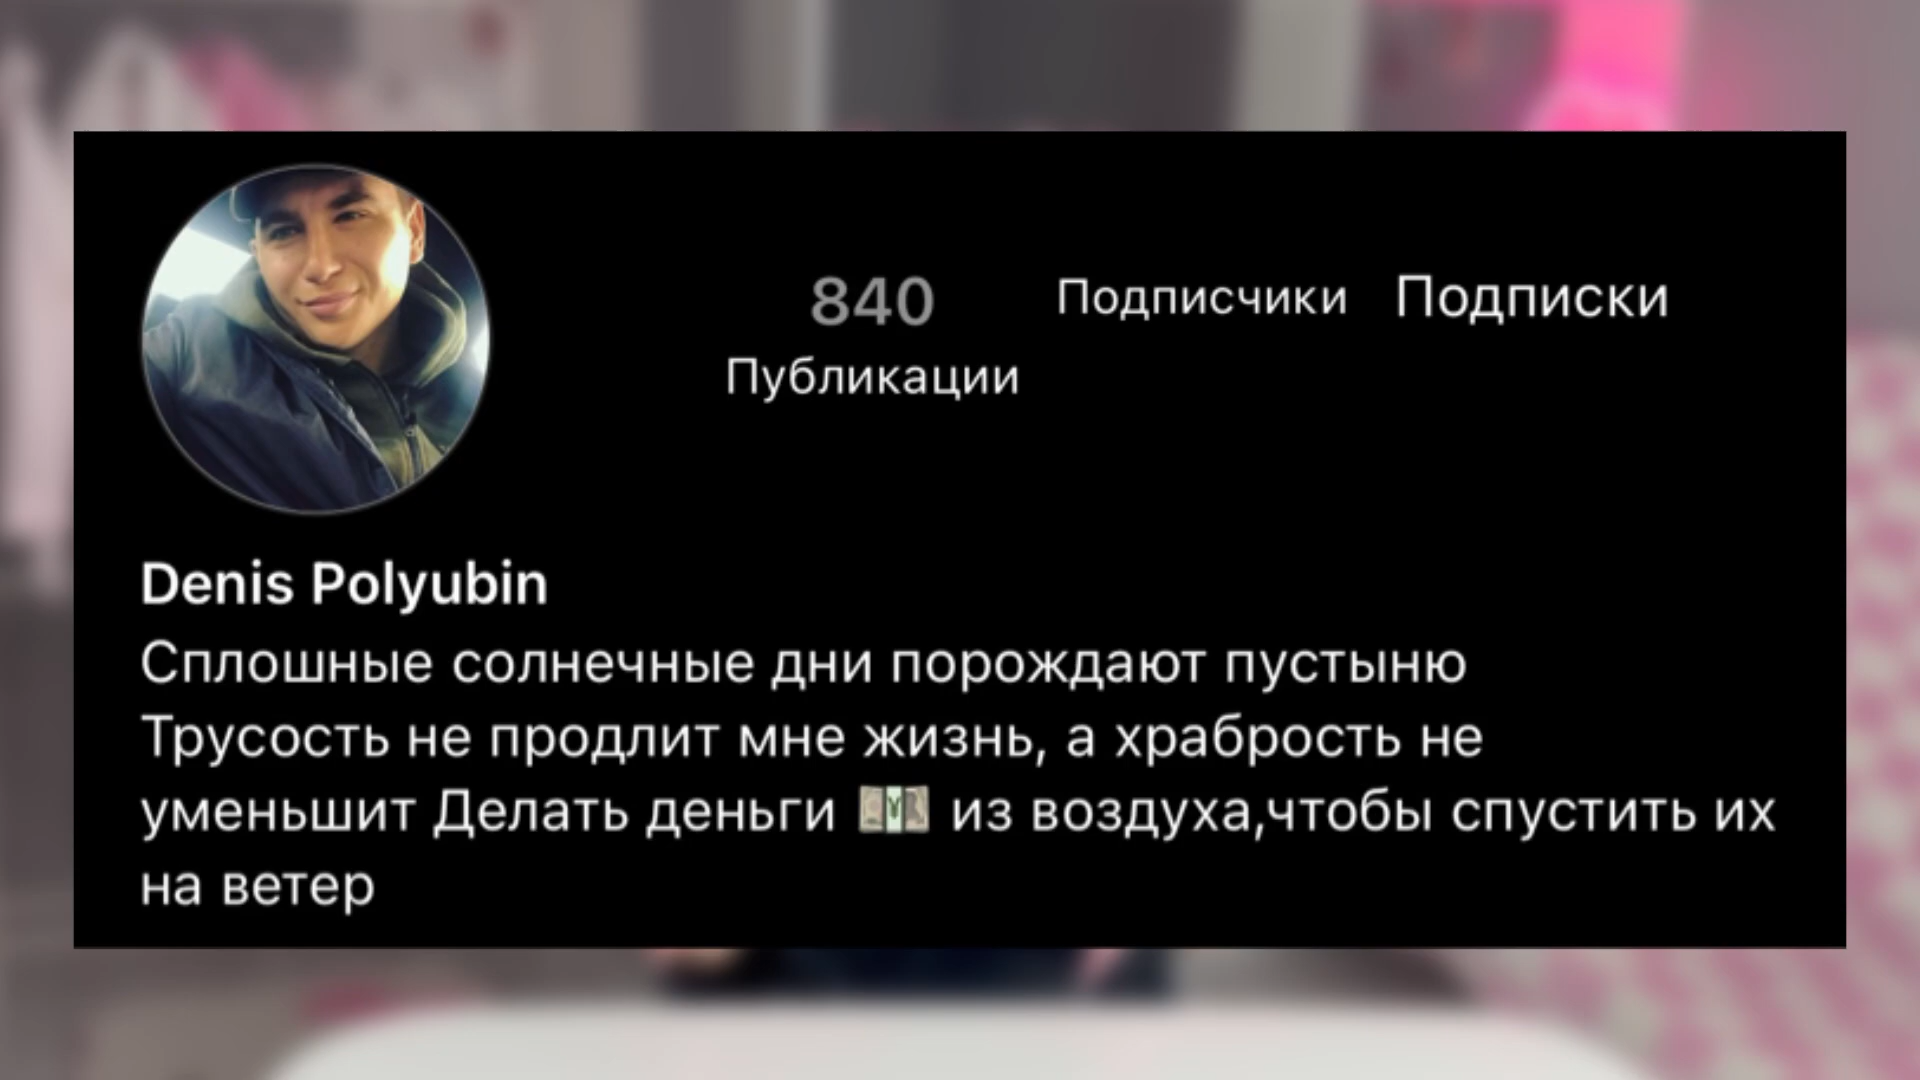 840
Публикации
Подписчики
Подписки
Denis Polyubin
Сплошные солнечные дни порождают пустыню
Трусость не продлит мне жизнь, а храбрость не
уменьшит Делать деньги 💴 из воздуха,чтобы спустить их
на ветер